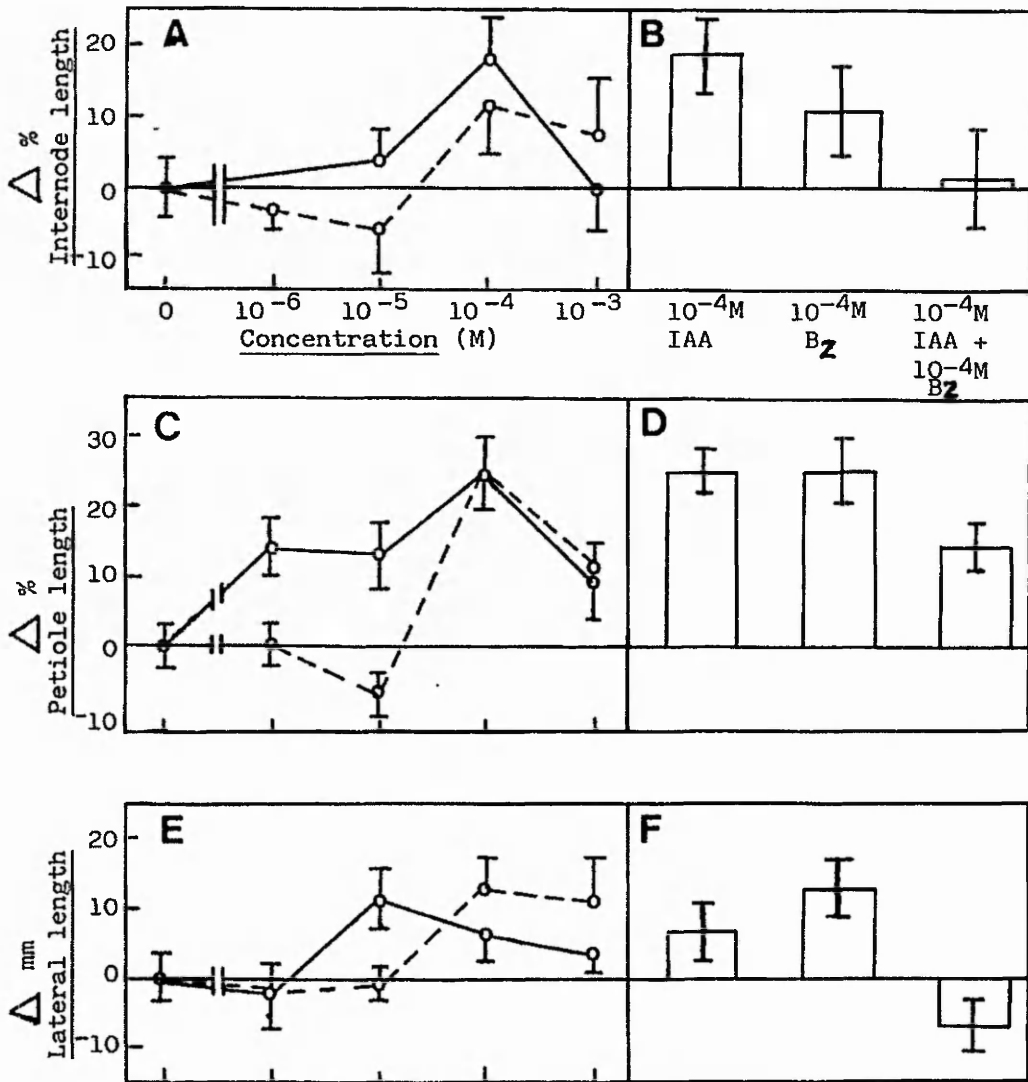 A
B
20
10
0
-10
Δ %
Internode length
0
10⁻⁶
10⁻⁵
10⁻⁴
10⁻³
Concentration (M)
10⁻⁴M
IAA
10⁻⁴M
Bz
10⁻⁴M
IAA +
10⁻⁴M
Bz
C
D
30
20
10
0
-10
Δ %
Petiole length
E
F
20
10
0
-10
Δ mm
Lateral length